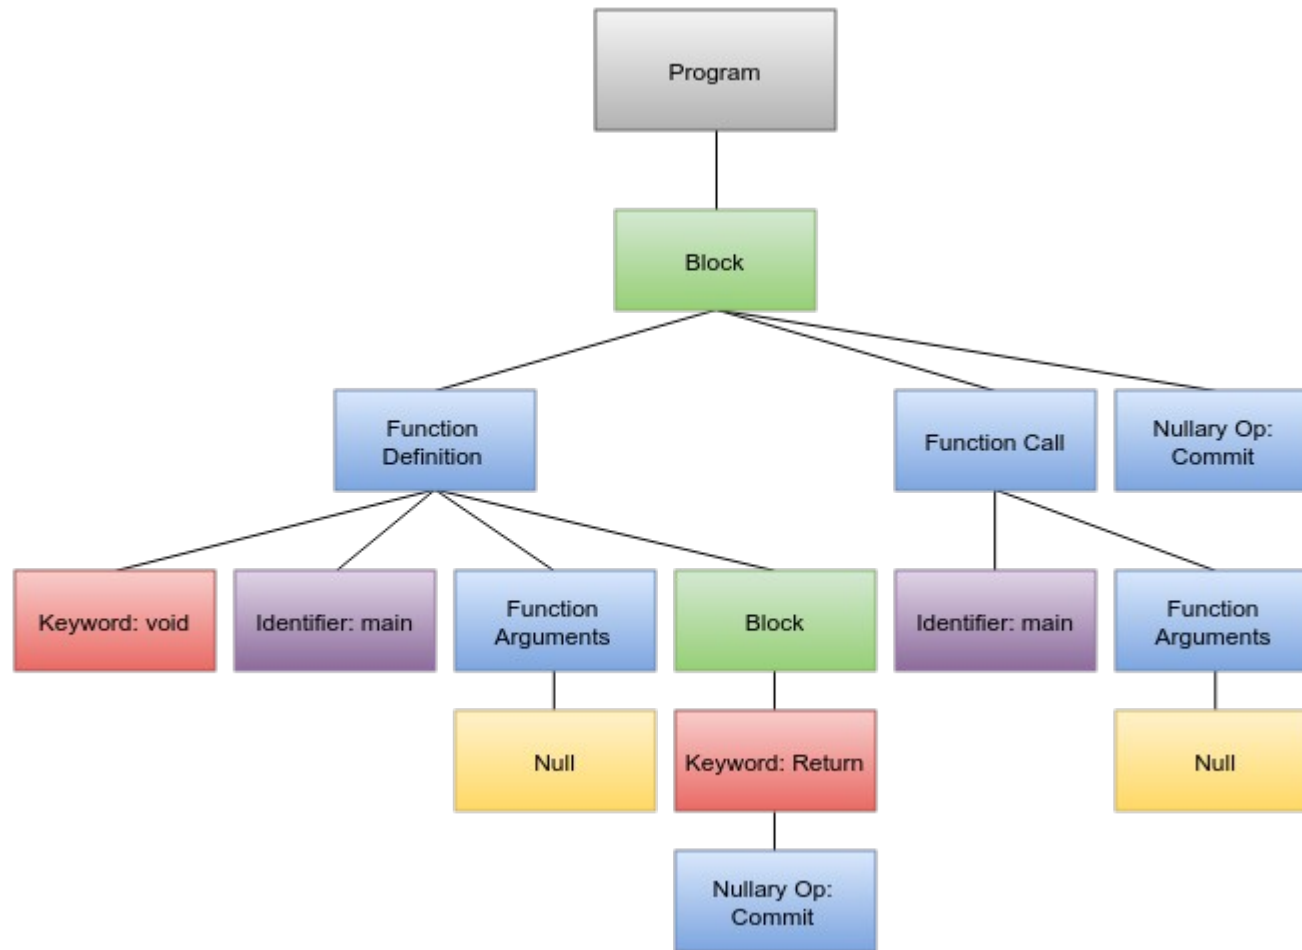 Program
Block
Function
Definition
Function Call
Nullary Op:
Commit
Keyword: void
Identifier: main
Function
Arguments
Block
Identifier: main
Function
Arguments
Null
Keyword: Return
Null
Nullary Op:
Commit